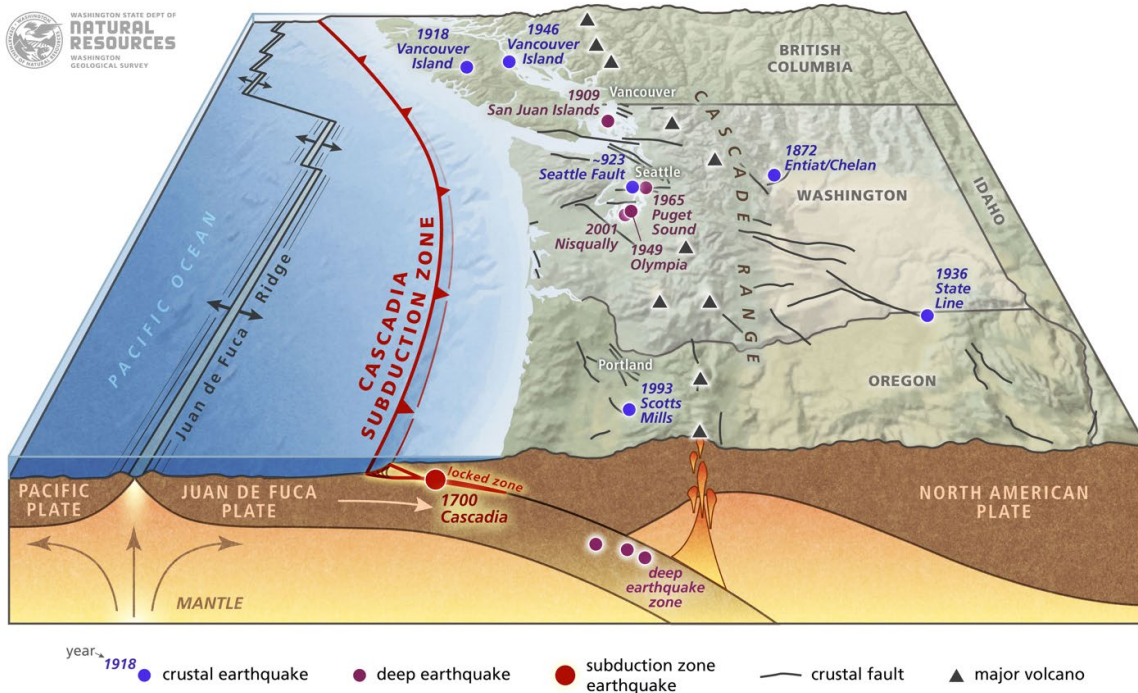 WASHINGTON STATE DEPT OF
NATURAL
RESOURCES
WASHINGTON
GEOLOGICAL SURVEY
1918
Vancouver
Island
1946
Vancouver
Island
BRITISH
COLUMBIA
Vancouver
1909
San Juan Islands
CASCADE RANGE
~923
Seattle Fault
Seattle
1872
Entiat/Chelan
WASHINGTON
IDAHO
1965
Puget
Sound
2001
Nisqually
1949
Olympia
1936
State
Line
PACIFIC OCEAN
Juan de Fuca Ridge
CASCADIA
SUBDUCTION ZONE
Portland
1993
Scotts
Mills
OREGON
PACIFIC
PLATE
JUAN DE FUCA
PLATE
locked zone
1700
Cascadia
NORTH AMERICAN
PLATE
deep
earthquake
zone
MANTLE
year
1918
crustal earthquake
deep earthquake
subduction zone
earthquake
crustal fault
major volcano